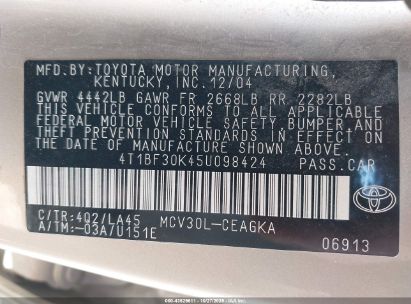 MFD.BY:TOYOTA MOTOR MANUFACTURING,
KENTUCKY, INC. 12/04
GVWR 4442LB GAWR FR 2668LB RR 2282LB
THIS VEHICLE CONFORMS TO ALL APPLICABLE
FEDERAL MOTOR VEHICLE SAFETY, BUMPER, AND
THEFT PREVENTION STANDARDS IN EFFECT ON
THE DATE OF MANUFACTURE SHOWN ABOVE.
4T1BF30K45U098424 PASS.CAR
C/TR:4Q2/LA45 MCV30L-CEAGKA
A/TM:-03A/U151E
TOYOTA
06913